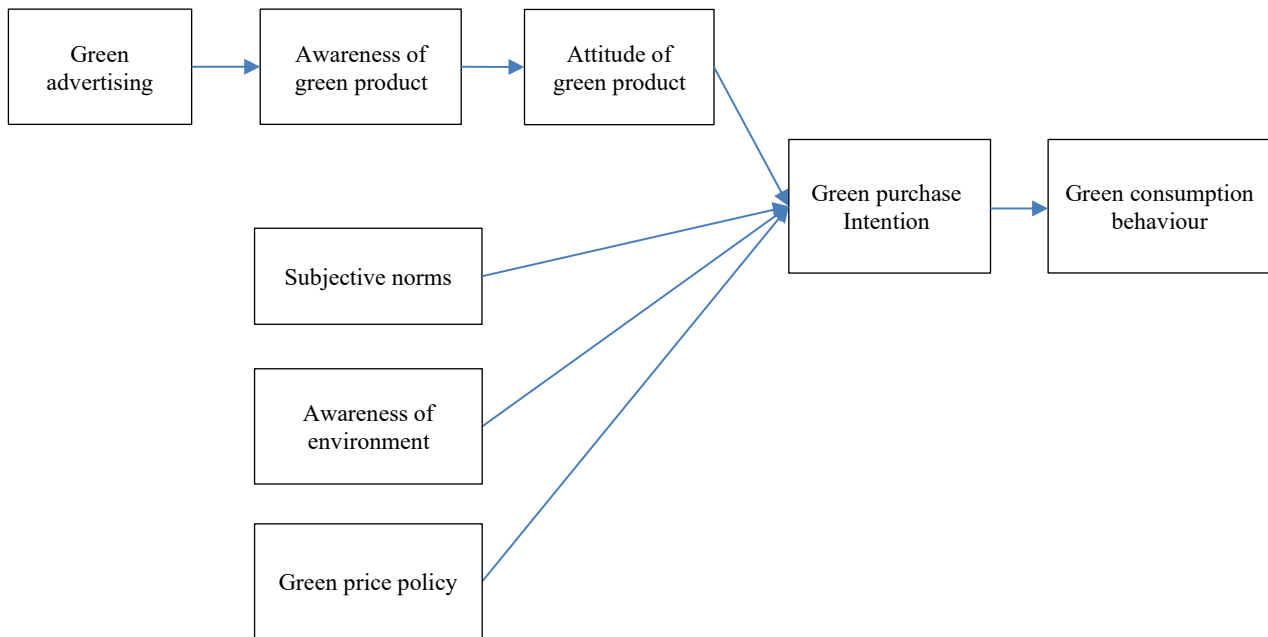 Green
advertising
Awareness of
green product
Attitude of
green product
Green purchase
Intention
Green consumption
behaviour
Subjective norms
Awareness of
environment
Green price policy